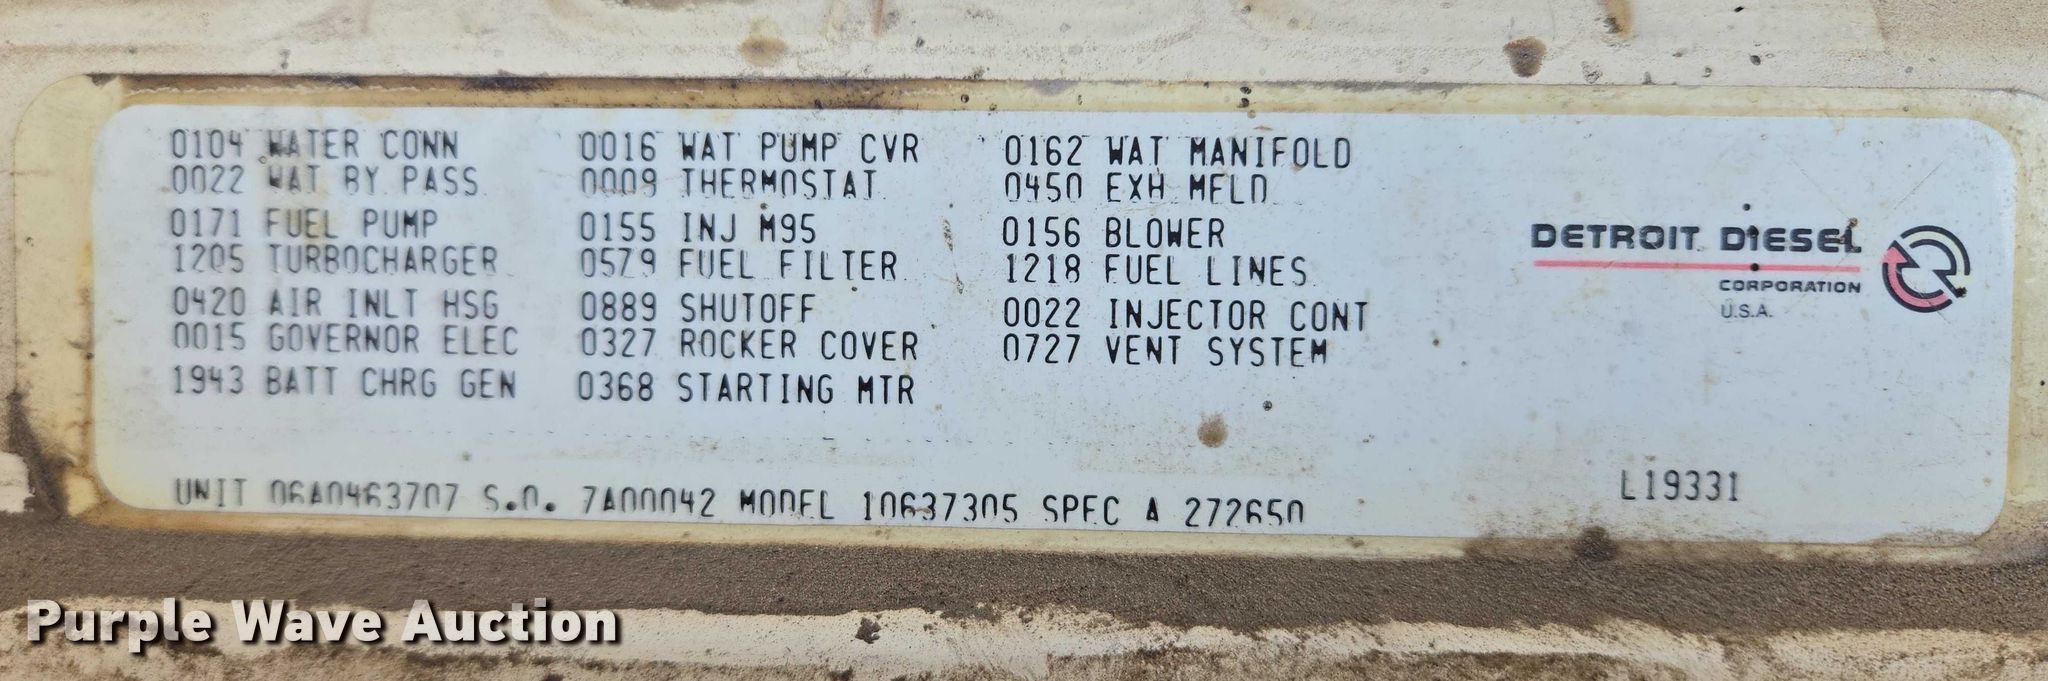 0104 WATER CONN 0016 WAT PUMP CVR 0162 WAT MANIFOLD
0022 WAT BY PASS 0009 THERMOSTAT 0450 EXH MFLD
0171 FUEL PUMP 0155 INJ M95 0156 BLOWER
1205 TURBOCHARGER 0579 FUEL FILTER 1218 FUEL LINES
0420 AIR INLT HSG 0889 SHUTOFF 0022 INJECTOR CONT
0015 GOVERNOR ELEC 0327 ROCKER COVER 0727 VENT SYSTEM
1943 BATT CHRG GEN 0368 STARTING MTR
DETROIT DIESEL
CORPORATION
U.S.A.
UNIT 06A0463707 S.O. 7A00042 MODEL 10637305 SPEC A 272650
L19331
Purple Wave Auction